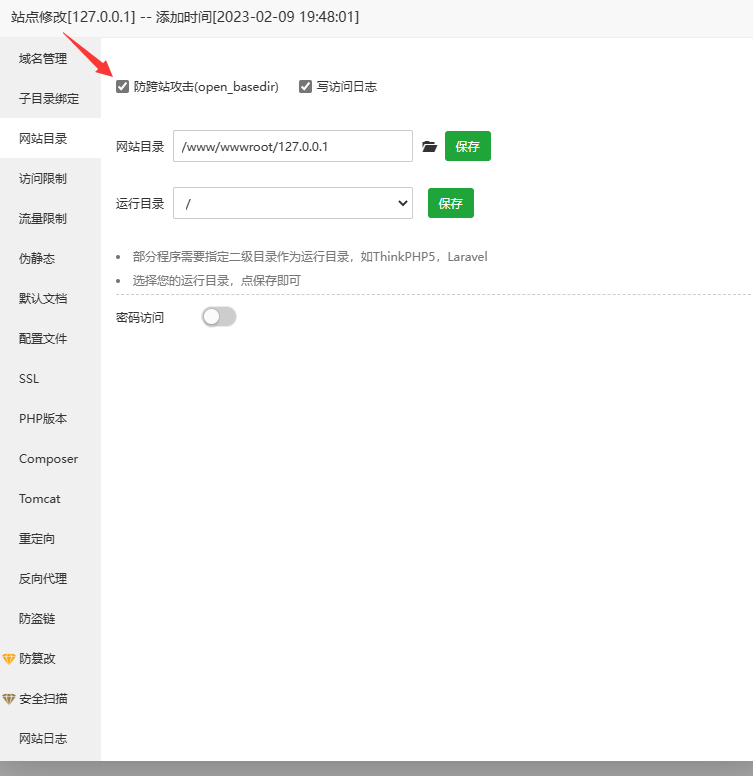 站点修改[127.0.0.1] -- 添加时间[2023-02-09 19:48:01]
域名管理
子目录绑定
网站目录
访问限制
流量限制
伪静态
默认文档
配置文件
SSL
PHP版本
Composer
Tomcat
重定向
反向代理
防盗链
防篡改
安全扫描
网站日志
防跨站攻击(open_basedir) 写访问日志
网站目录 /www/wwwroot/127.0.0.1 保存
运行目录 / 保存
• 部分程序需要指定二级目录作为运行目录，如ThinkPHP5，Laravel
• 选择您的运行目录，点保存即可
密码访问